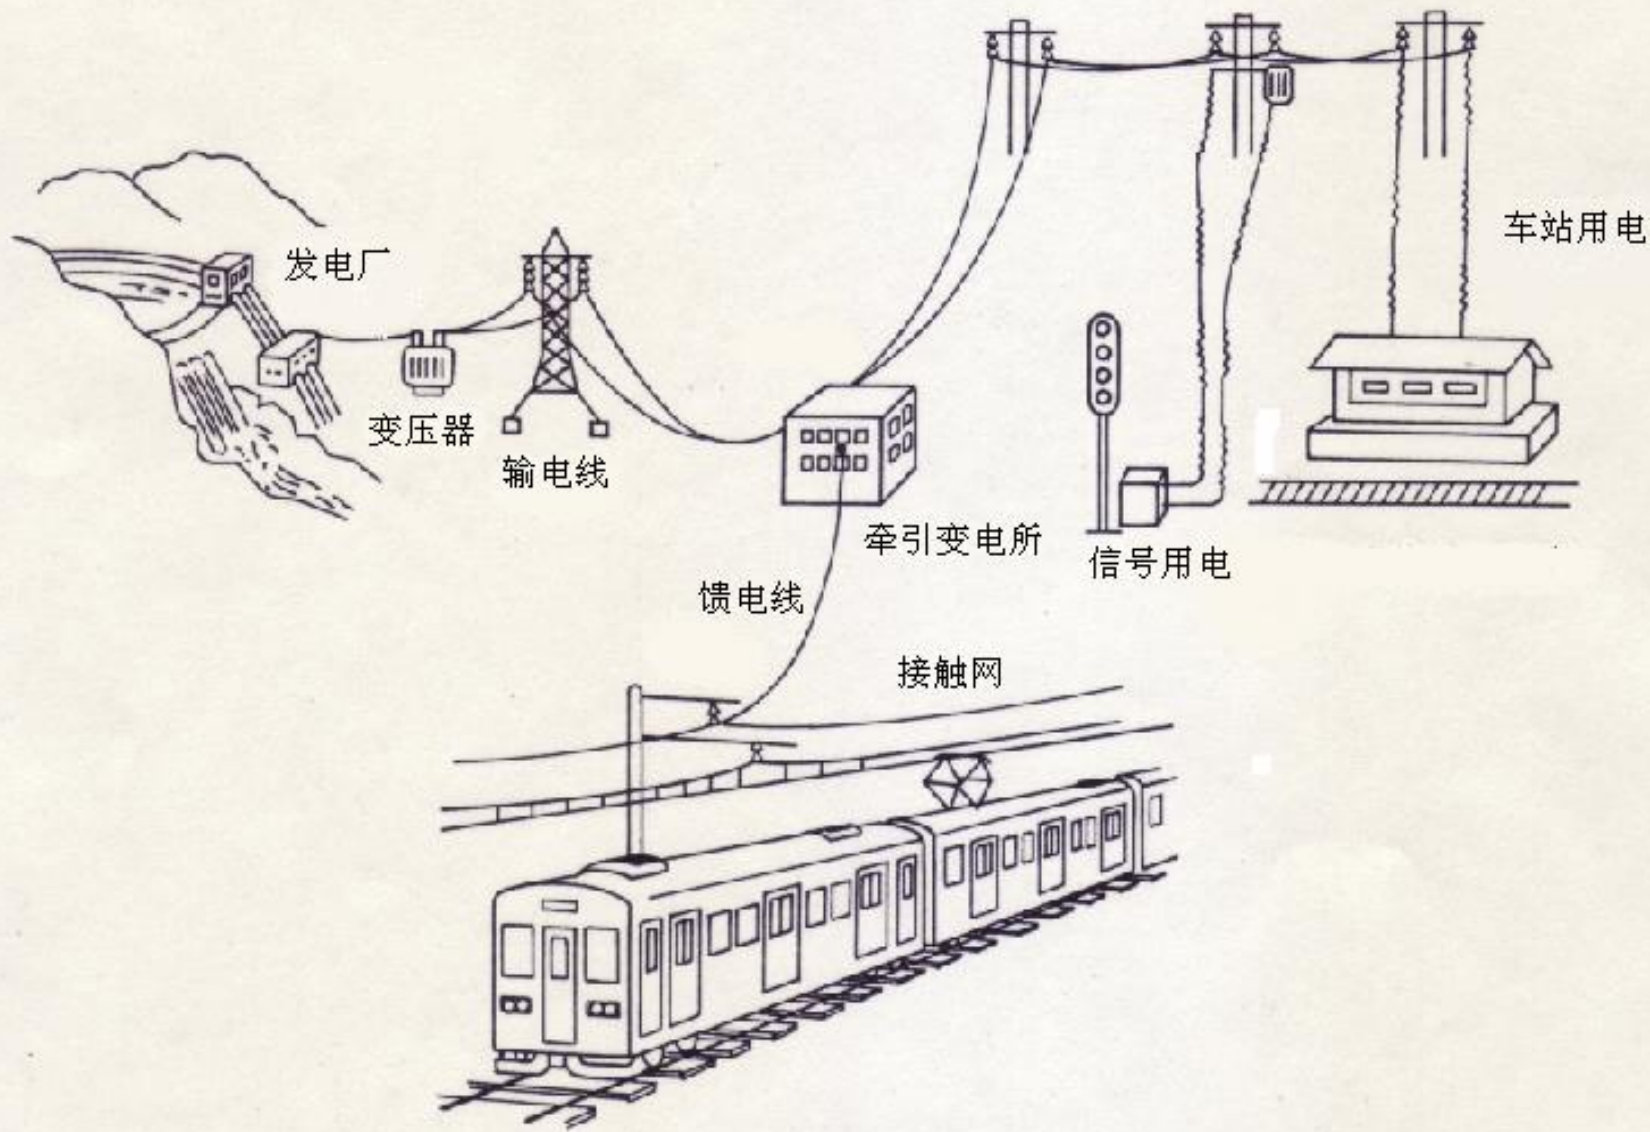 发电厂
变压器
输电线
牵引变电所
馈电线
接触网
信号用电
车站用电